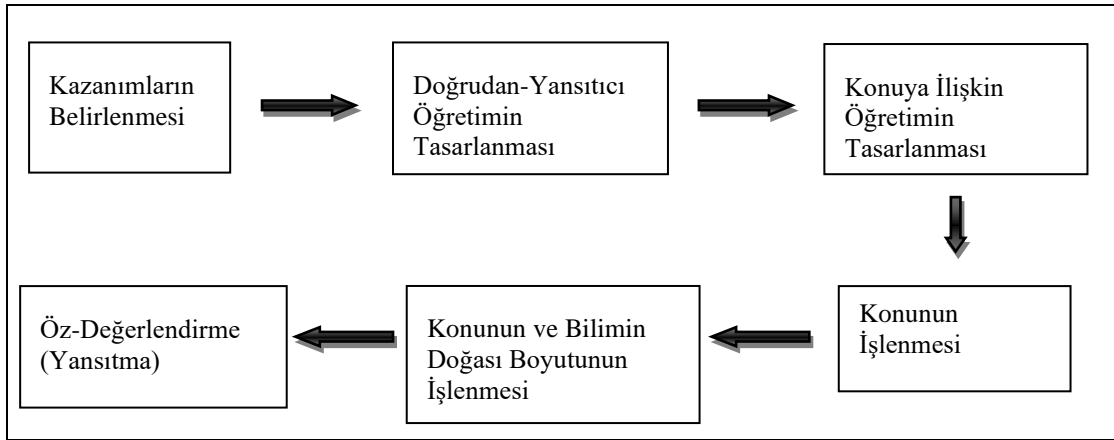 Kazanımların
Belirlenmesi
Doğrudan-Yansıtıcı
Öğretimin
Tasarlanması
Konuya İlişkin
Öğretimin
Tasarlanması
Konunun
İşlenmesi
Konunun ve Bilimin
Doğası Boyutunun
İşlenmesi
Öz-Değerlendirme
(Yansıtma)